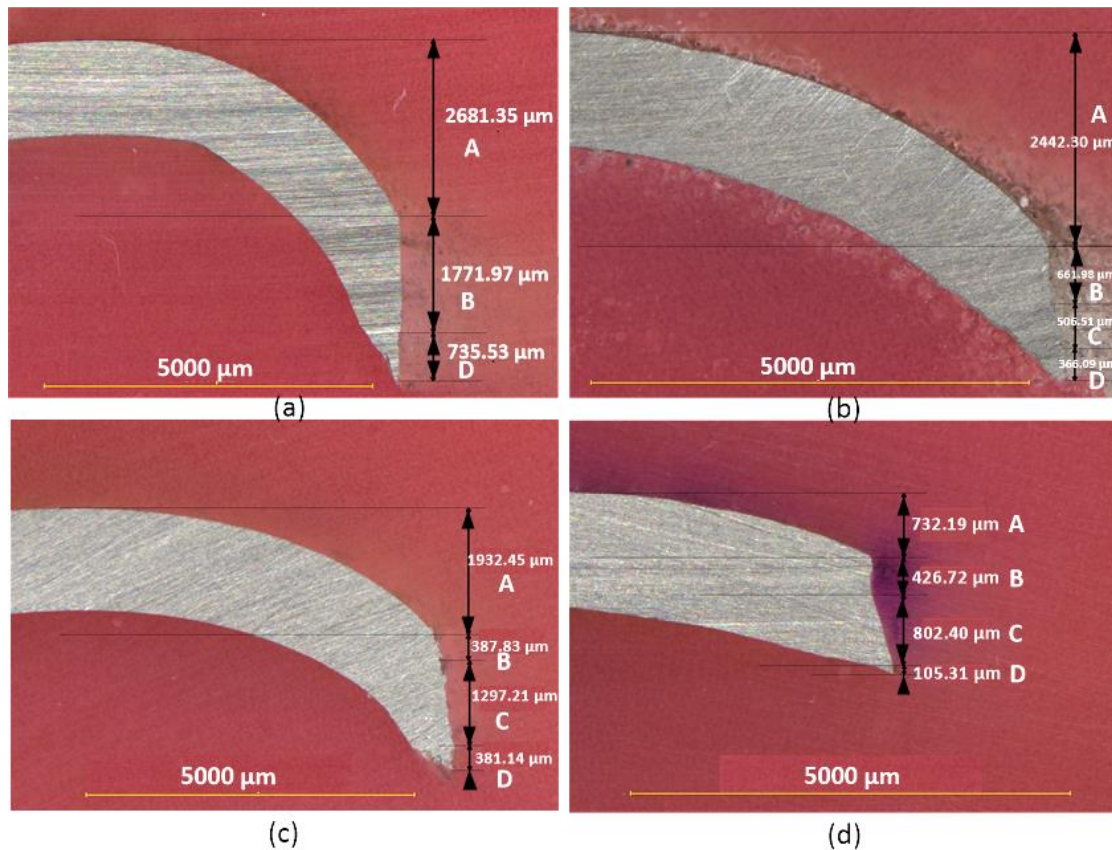 2681.35 µm
A
1771.97 µm
B
735.53 µm
D
5000 µm
(a)
A
2442.30 µm
661.98 µm
B
506.51 µm
C
366.09 µm
D
5000 µm
(b)
1932.45 µm
A
387.83 µm
B
1297.21 µm
C
381.14 µm
D
5000 µm
(c)
732.19 µm A
426.72 µm B
802.40 µm C
105.31 µm D
5000 µm
(d)